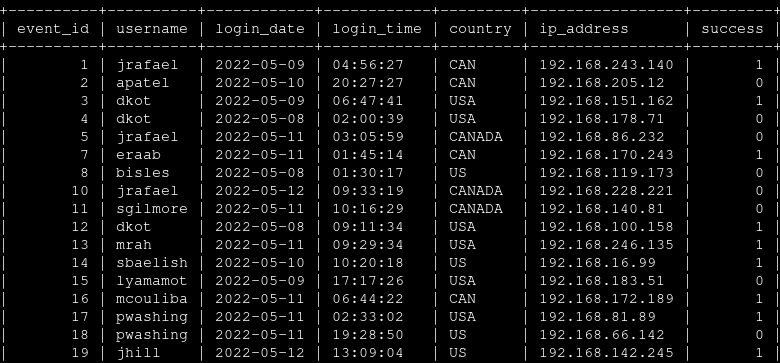 +----------+----------+------------+------------+---------+-----------------+---------+
| event_id | username | login_date | login_time | country | ip_address | success |
+----------+----------+------------+------------+---------+-----------------+---------+
| 1 | jrafael | 2022-05-09 | 04:56:27 | CAN | 192.168.243.140 | 1
| 2 | apatel | 2022-05-10 | 20:27:27 | CAN | 192.168.205.12 | 0
| 3 | dkot | 2022-05-09 | 06:47:41 | USA | 192.168.151.162 | 1
| 4 | dkot | 2022-05-08 | 02:00:39 | USA | 192.168.178.71 | 0
| 5 | jrafael | 2022-05-11 | 03:05:59 | CANADA | 192.168.86.232 | 0
| 7 | eraab | 2022-05-11 | 01:45:14 | CAN | 192.168.170.243 | 1
| 8 | bisles | 2022-05-08 | 01:30:17 | US | 192.168.119.173 | 0
| 10 | jrafael | 2022-05-12 | 09:33:19 | CANADA | 192.168.228.221 | 0
| 11 | sgilmore | 2022-05-11 | 10:16:29 | CANADA | 192.168.140.81 | 0
| 12 | dkot | 2022-05-08 | 09:11:34 | USA | 192.168.100.158 | 1
| 13 | mrah | 2022-05-11 | 09:29:34 | USA | 192.168.246.135 | 1
| 14 | sbaelish | 2022-05-10 | 10:20:18 | US | 192.168.16.99 | 1
| 15 | lyamamot | 2022-05-09 | 17:17:26 | USA | 192.168.183.51 | 0
| 16 | mcouliba | 2022-05-11 | 06:44:22 | CAN | 192.168.172.189 | 1
| 17 | pwashing | 2022-05-11 | 02:33:02 | USA | 192.168.81.89 | 1
| 18 | pwashing | 2022-05-11 | 19:28:50 | US | 192.168.66.142 | 0
| 19 | jhill | 2022-05-12 | 13:09:04 | US | 192.168.142.245 | 1